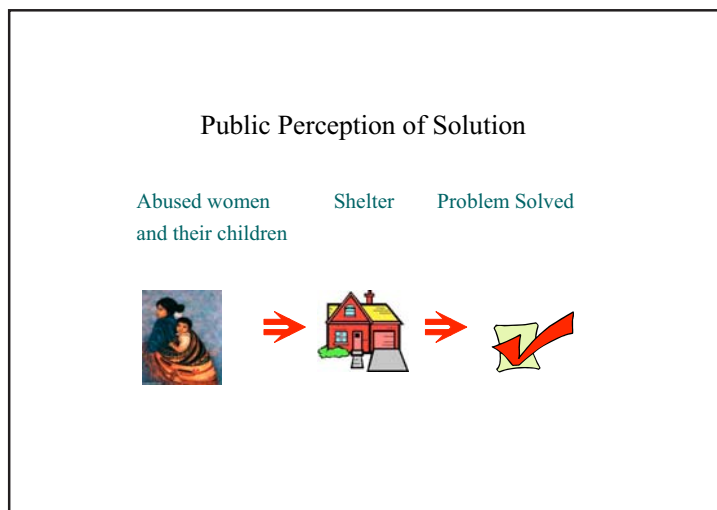 Public Perception of Solution
Abused women
and their children
Shelter
Problem Solved